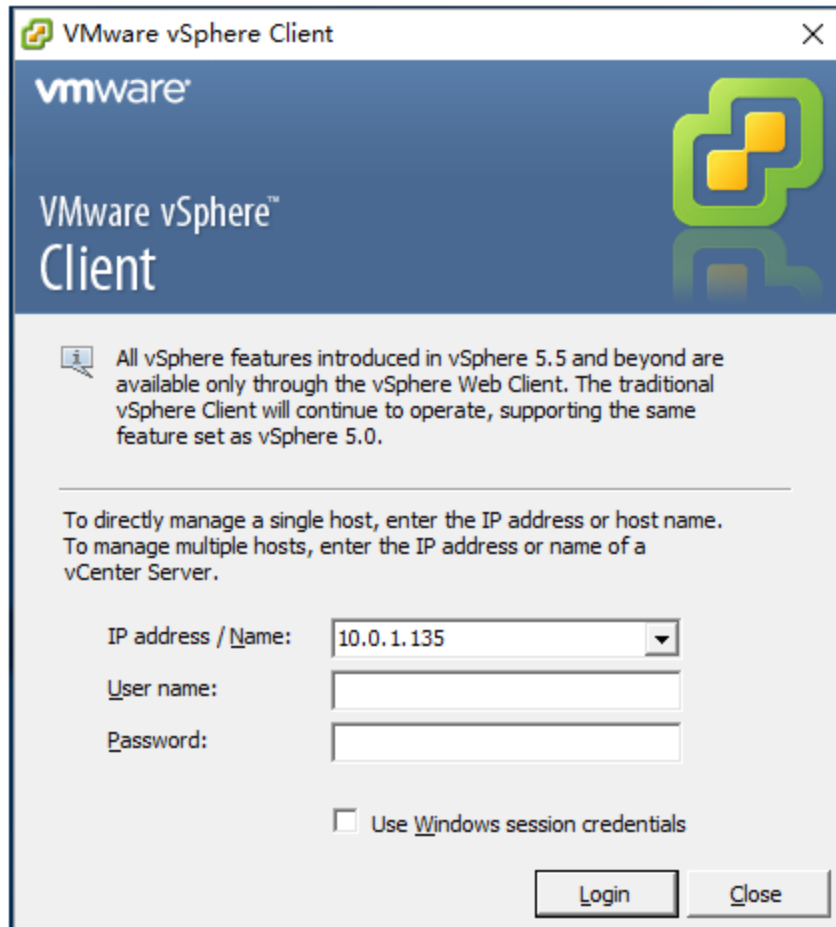 VMware vSphere Client
vmware
VMware vSphere™
Client
All vSphere features introduced in vSphere 5.5 and beyond are
available only through the vSphere Web Client. The traditional
vSphere Client will continue to operate, supporting the same
feature set as vSphere 5.0.
To directly manage a single host, enter the IP address or host name.
To manage multiple hosts, enter the IP address or name of a
vCenter Server.
IP address / Name: 10.0.1.135
User name:
Password:
Use Windows session credentials
Login Close